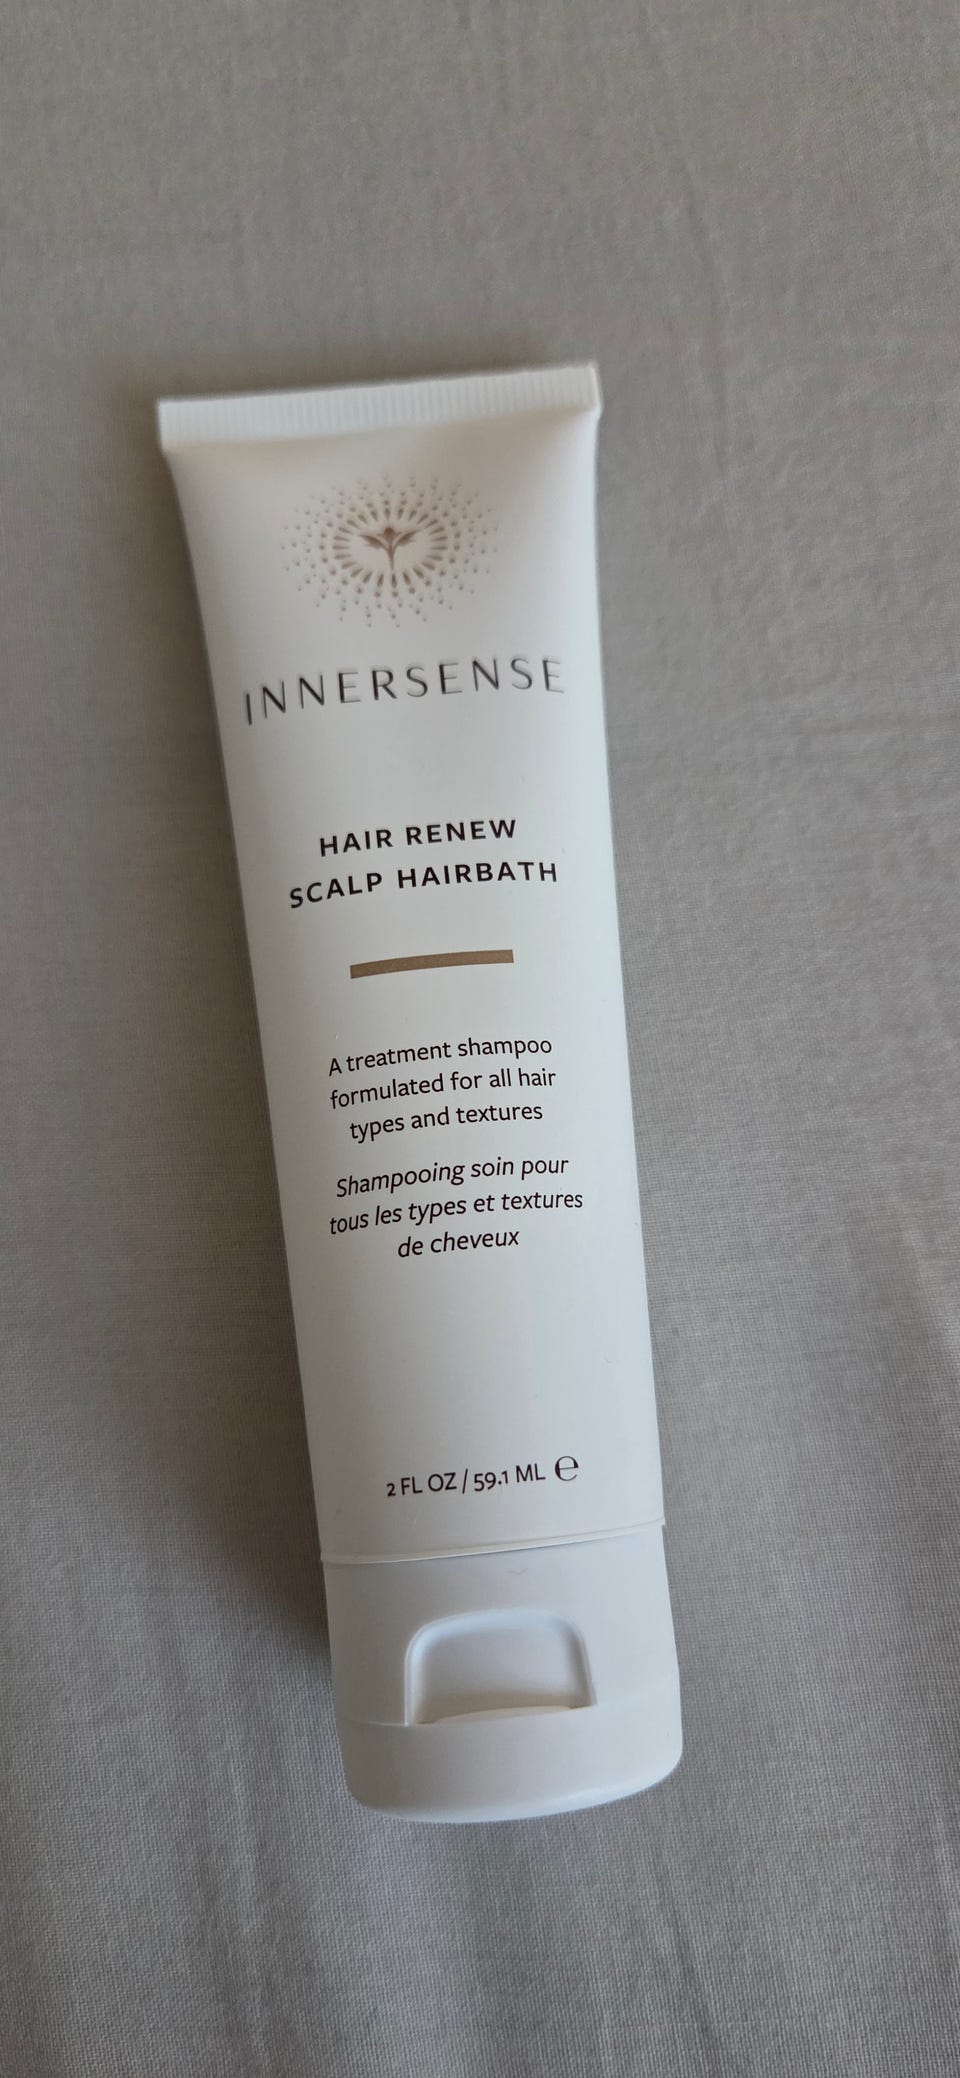 INNERSENSE
HAIR RENEW
SCALP HAIRBATH
A treatment shampoo
formulated for all hair
types and textures
Shampooing soin pour
tous les types et textures
de cheveux
2 FL OZ / 59.1 ML ℮